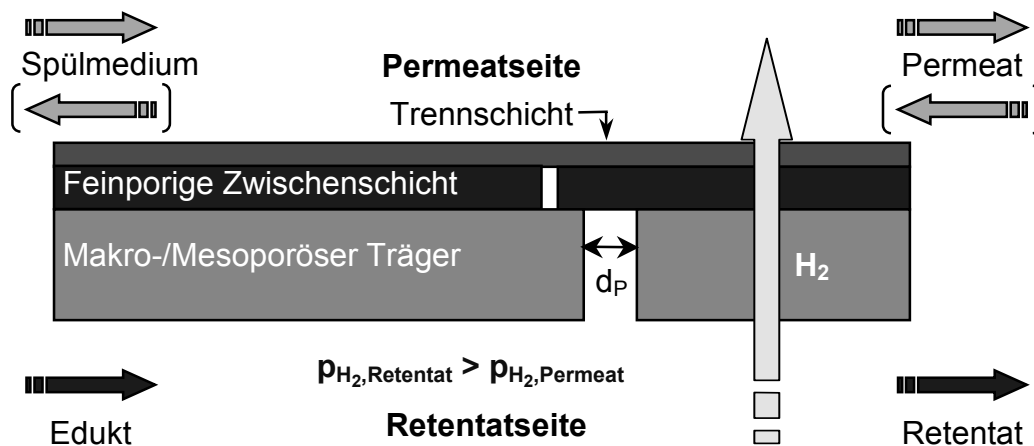 Spülmedium
Permeatseite
Permeat
Trennschicht
Feinporige Zwischenschicht
Makro-/Mesoporöser Träger
dP
H2
pH2,Retentat > pH2,Permeat
Edukt
Retentatseite
Retentat